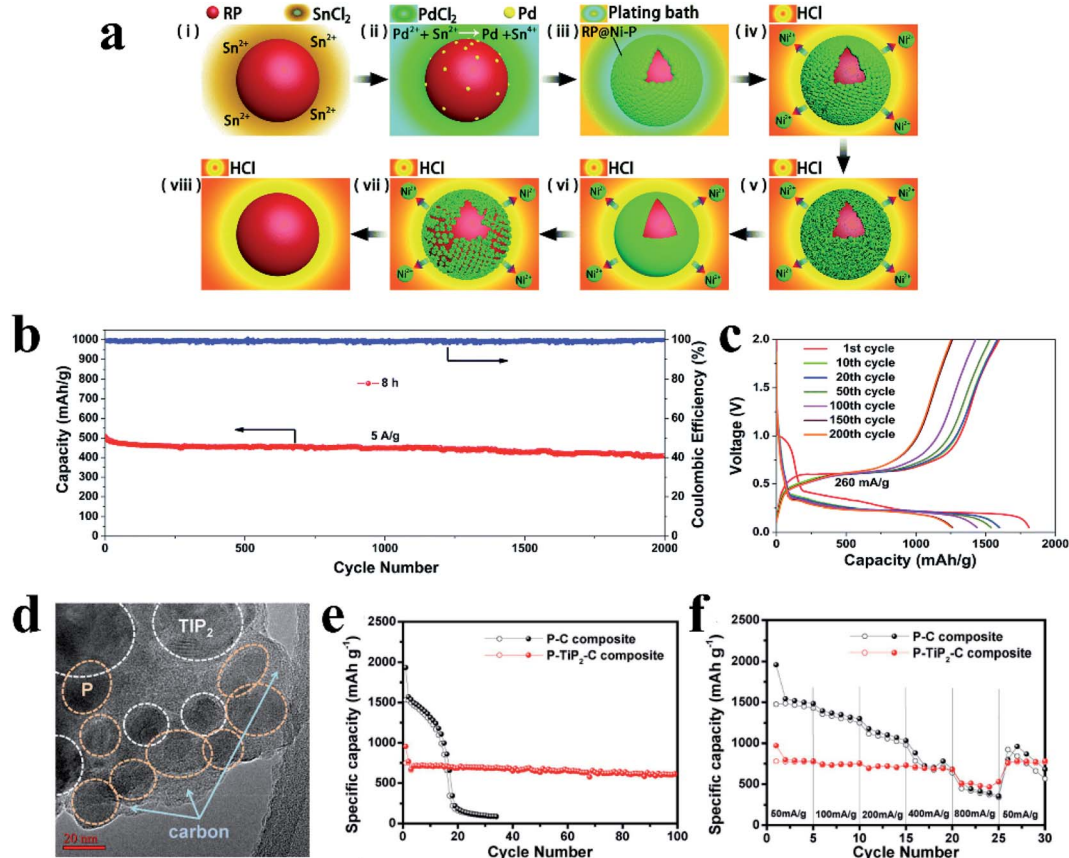 a
RP SnCl₂ PdCl₂ Pd Plating bath HCl
(i) (ii) (iii) (iv)
Sn²⁺ Sn²⁺ Pd²⁺ + Sn²⁺ → Pd + Sn⁴⁺ RP@Ni-P Ni²⁺ Ni²⁺
Sn²⁺ Sn²⁺ Ni²⁺ Ni²⁺
HCl HCl HCl HCl
(viii) (vii) (vi) (v)
Ni²⁺ Ni²⁺ Ni²⁺ Ni²⁺ Ni²⁺ Ni²⁺
Ni²⁺ Ni²⁺ Ni²⁺ Ni²⁺ Ni²⁺ Ni²⁺
b
Capacity (mAh/g)
1000
900
800
700
600
500
400
300
200
100
0
8 h
5 A/g
100
80
60
40
20
0
Coulombic Efficiency (%)
0 500 1000 1500 2000
Cycle Number
c
Voltage (V)
2.0
1.5
1.0
0.5
0.0
1st cycle
10th cycle
20th cycle
50th cycle
100th cycle
150th cycle
200th cycle
260 mA/g
0 500 1000 1500 2000
Capacity (mAh/g)
d
TIP₂
P
carbon
20 nm
e
Specific capacity (mAh g⁻¹)
2500
2000
1500
1000
500
0
P-C composite
P-TiP₂-C composite
0 20 40 60 80 100
Cycle Number
f
Specific capacity (mAh g⁻¹)
2500
2000
1500
1000
500
0
P-C composite
P-TiP₂-C composite
50mA/g 100mA/g 200mA/g 400mA/g 800mA/g 50mA/g
0 5 10 15 20 25 30
Cycle Number